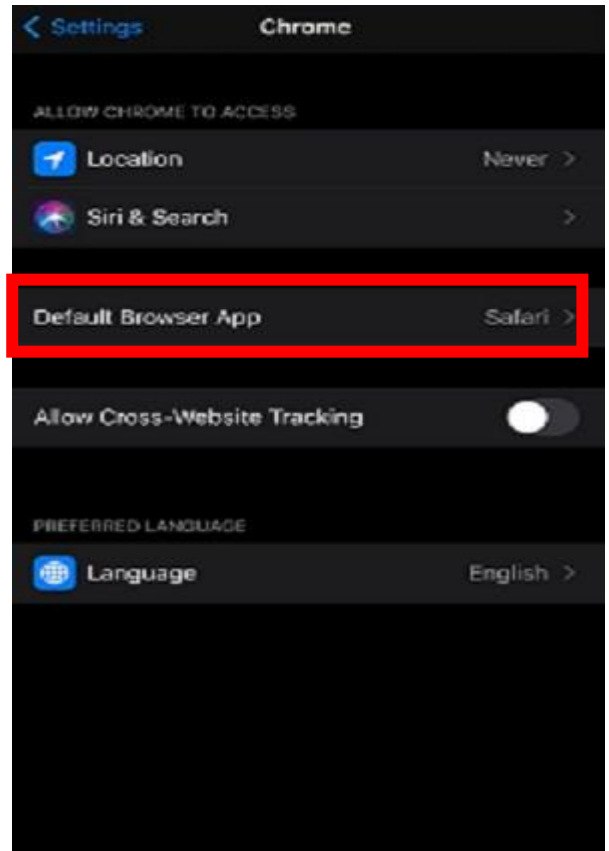 Settings Chrome
ALLOW CHROME TO ACCESS
Location Never
Siri & Search
Default Browser App Safari
Allow Cross-Website Tracking
PREFERRED LANGUAGE
Language English